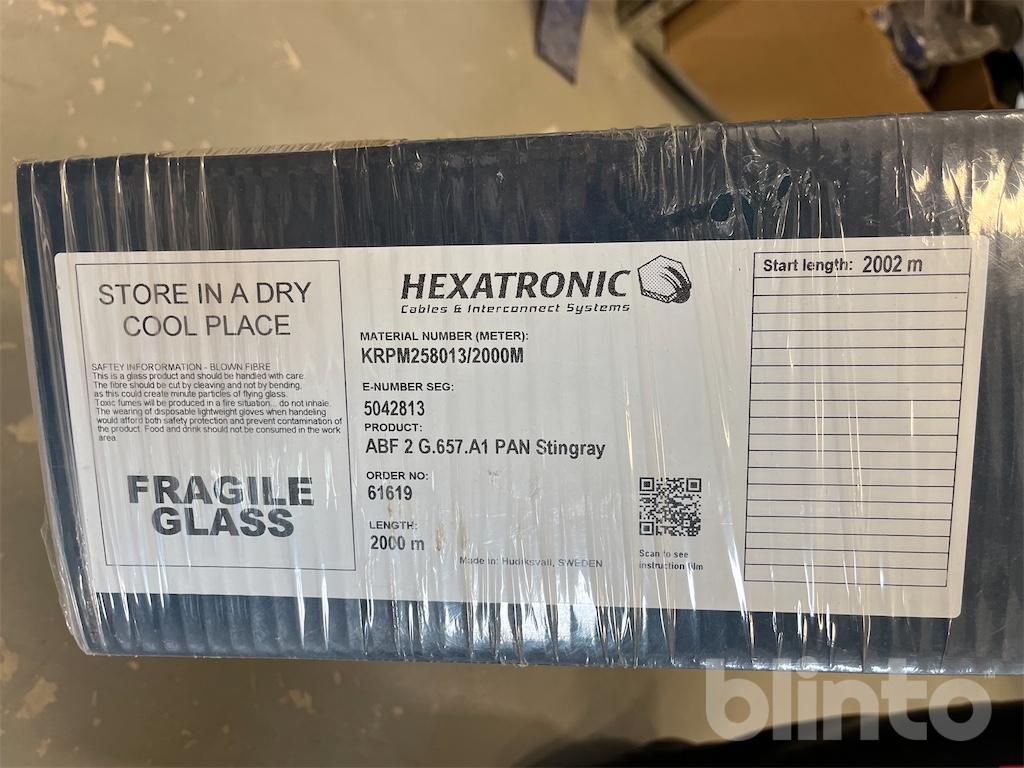 STORE IN A DRY
COOL PLACE
SAFTEY INFORORMATION - BLOWN FIBRE
This is a glass product and should be handled with care.
The fibre should be cut by cleaving and not by bending,
as this could create minute particles of flying glass.
Toxic fumes will be produced in a fire situation... do not inhale.
The wearing of disposable lightweight gloves when handeling
would afford both safety protection and prevent contamination of
the product. Food and drink should not be consumed in the work
area.
FRAGILE
GLASS
HEXATRONIC
Cables & Interconnect Systems
MATERIAL NUMBER (METER):
KRPM258013/2000M
E-NUMBER SEG:
5042813
PRODUCT:
ABF 2 G.657.A1 PAN Stingray
ORDER NO:
61619
LENGTH:
2000 m
Made in: Hudiksvall, SWEDEN
Scan to see
instruction film
Start length: 2002 m
blinto